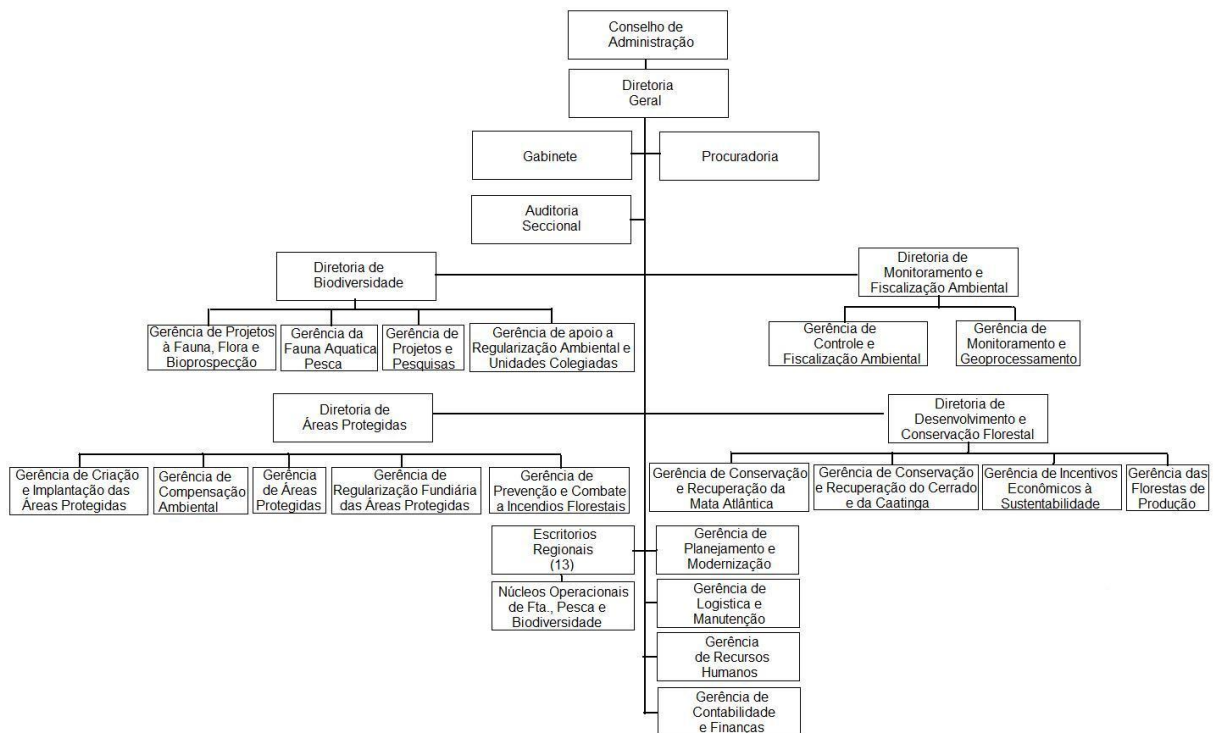 Conselho de
Administração
Diretoria
Geral
Gabinete
Procuradoria
Auditoria
Seccional
Diretoria de
Biodiversidade
Diretoria de
Monitoramento e
Fiscalização Ambiental
Gerência de Projetos
à Fauna, Flora e
Bioprospecção
Gerência da
Fauna Aquatica
Pesca
Gerência de
Projetos e
Pesquisas
Gerência de apoio a
Regularização Ambiental e
Unidades Colegiadas
Gerência de
Controle e
Fiscalização Ambiental
Gerência de
Monitoramento e
Geoprocessamento
Diretoria de
Áreas Protegidas
Diretoria de
Desenvolvimento e
Conservação Florestal
Gerência de Criação
e Implantação das
Áreas Protegidas
Gerência de
Compensação
Ambiental
Gerência
de Áreas
Protegidas
Gerência de
Regularização Fundiária
das Áreas Protegidas
Gerência de
Prevenção e Combate
a Incendios Florestais
Gerência de Conservação
e Recuperação da
Mata Atlântica
Gerência de Conservação
e Recuperação do Cerrado
e da Caatinga
Gerência de Incentivos
Econômicos à
Sustentabilidade
Gerência das
Florestas de
Produção
Escritorios
Regionais
(13)
Gerência de
Planejamento e
Modernização
Núcleos Operacionais
de Fta., Pesca e
Biodiversidade
Gerência de
Logistica e
Manutenção
Gerência
de Recursos
Humanos
Gerência de
Contabilidade
e Finanças